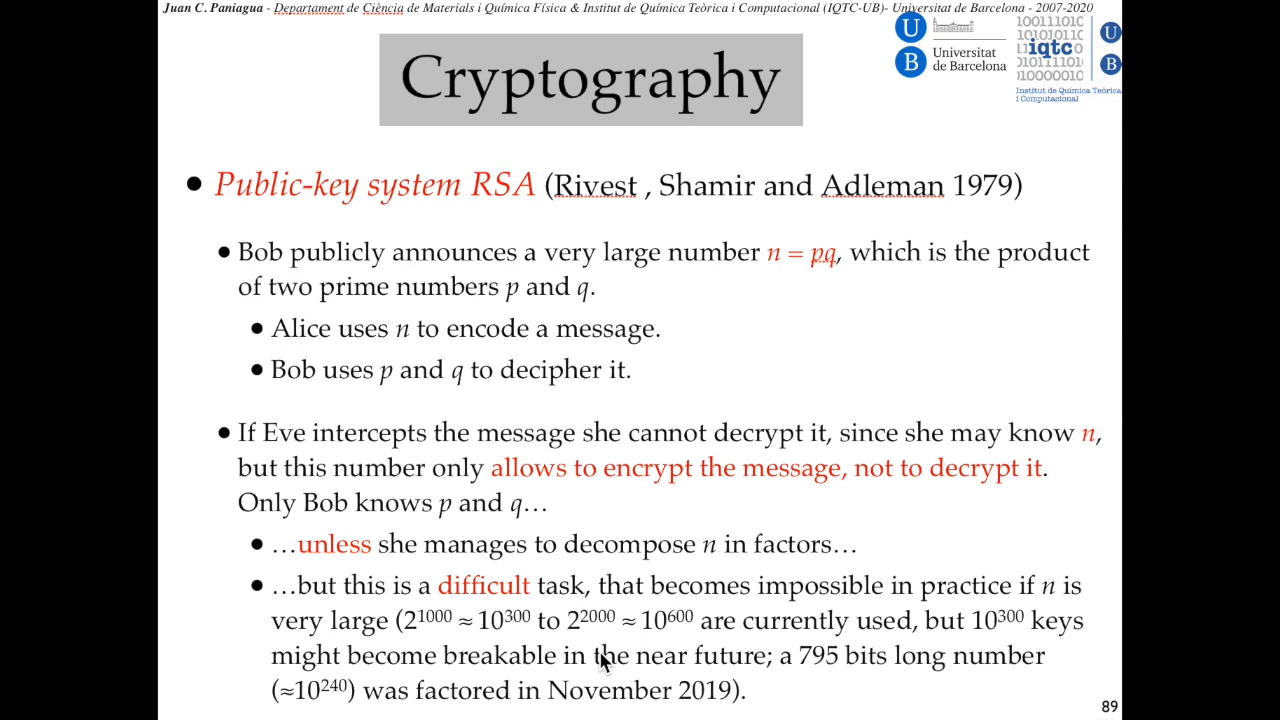 Juan C. Paniagua - Departament de Ciència de Materials i Química Física & Institut de Química Teòrica i Computacional (IQTC-UB)- Universitat de Barcelona - 2007-2020
U
B
Universitat
de Barcelona
100111010
10101011C
iqtc
010111101
)10000010
U
B
Institut de Química Teòrica
i Computacional
Cryptography
• Public-key system RSA (Rivest , Shamir and Adleman 1979)
• Bob publicly announces a very large number n = pq, which is the product
of two prime numbers p and q.
• Alice uses n to encode a message.
• Bob uses p and q to decipher it.
• If Eve intercepts the message she cannot decrypt it, since she may know n,
but this number only allows to encrypt the message, not to decrypt it.
Only Bob knows p and q…
• …unless she manages to decompose n in factors…
• …but this is a difficult task, that becomes impossible in practice if n is
very large (2¹⁰⁰⁰ ≈ 10³⁰⁰ to 2²⁰⁰⁰ ≈ 10⁶⁰⁰ are currently used, but 10³⁰⁰ keys
might become breakable in the near future; a 795 bits long number
(≈10²⁴⁰) was factored in November 2019).
89